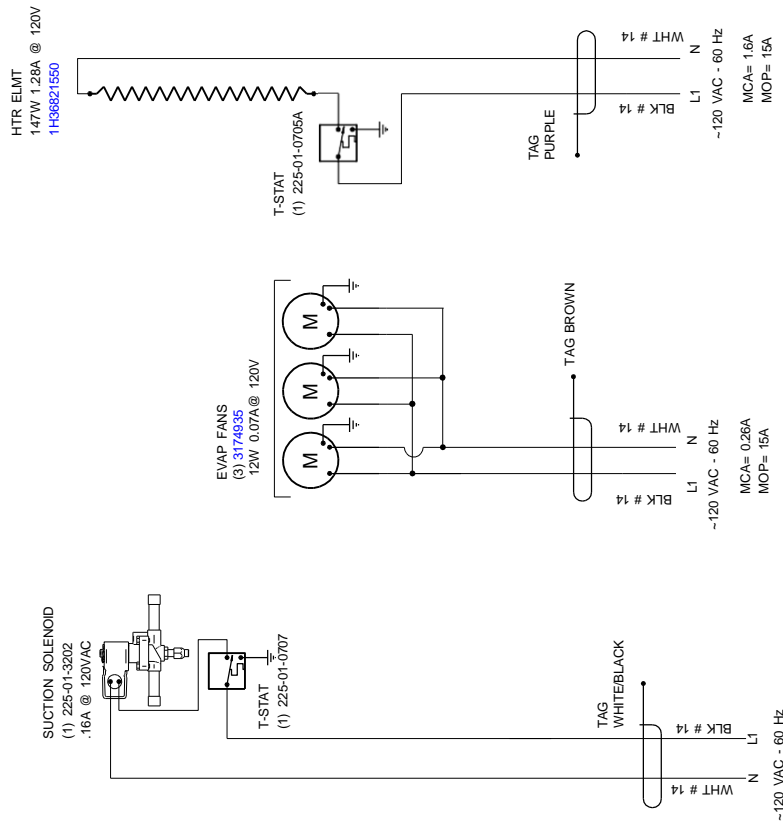 HTR ELMT
147W 1.28A @ 120V
1H36821550
T-STAT
(1) 225-01-0705A
TAG
PURPLE
WHT # 14
BLK # 14
N
L1
~120 VAC - 60 Hz
MCA= 1.6A
MOP= 15A
EVAP FANS
(3) 3174935
12W 0.07A@ 120V
M
M
M
TAG BROWN
WHT # 14
BLK # 14
N
L1
~120 VAC - 60 Hz
MCA= 0.26A
MOP= 15A
SUCTION SOLENOID
(1) 225-01-3202
.16A @ 120VAC
T-STAT
(1) 225-01-0707
TAG
WHITE/BLACK
BLK # 14
WHT # 14
L1
N
~120 VAC - 60 Hz